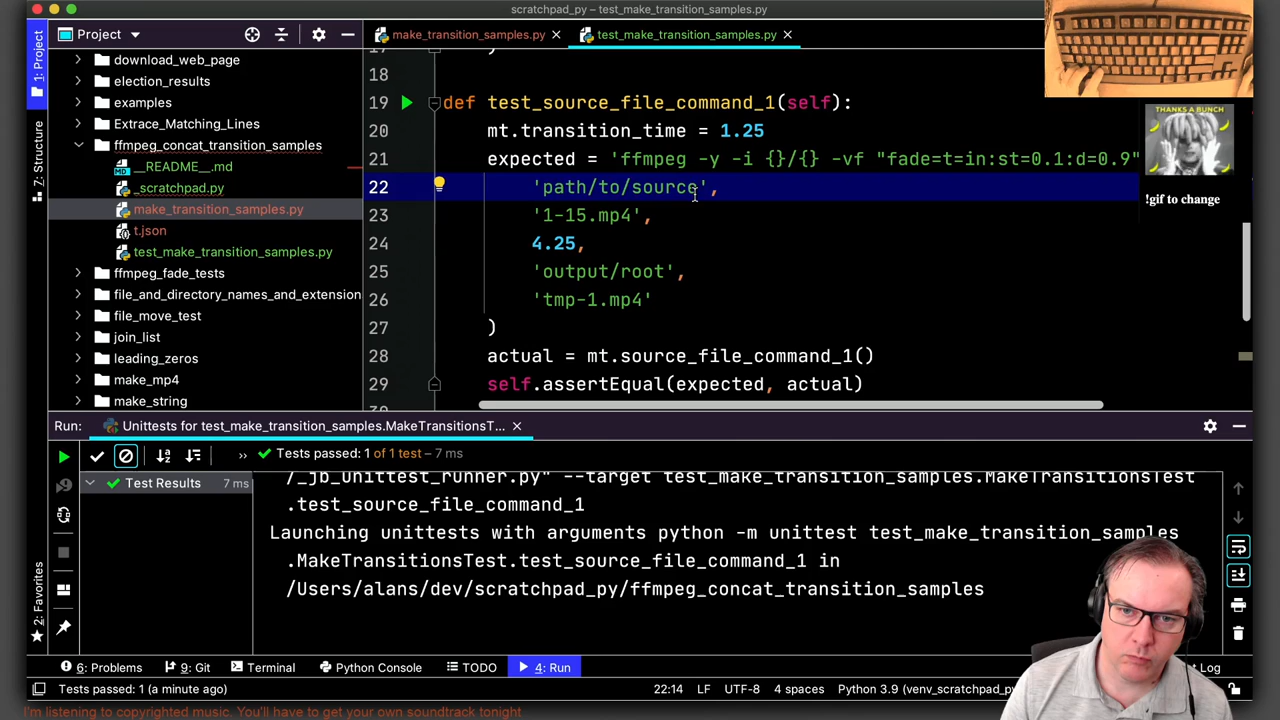 scratchpad_py – test_make_transition_samples.py
Project
make_transition_samples.py
test_make_transition_samples.py
1: Project
7: Structure
2: Favorites
download_web_page
election_results
examples
Extrace_Matching_Lines
ffmpeg_concat_transition_samples
__README__.md
_scratchpad.py
make_transition_samples.py
t.json
test_make_transition_samples.py
ffmpeg_fade_tests
file_and_directory_names_and_extension
file_move_test
join_list
leading_zeros
make_mp4
make_string
18
19 def test_source_file_command_1(self):
20 mt.transition_time = 1.25
21 expected = 'ffmpeg -y -i {}/{} -vf "fade=t=in:st=0.1:d=0.9"
22 'path/to/source',
23 '1-15.mp4',
24 4.25,
25 'output/root',
26 'tmp-1.mp4'
27 )
28 actual = mt.source_file_command_1()
29 self.assertEqual(expected, actual)
THANKS A BUNCH
!gif to change
Run: Unittests for test_make_transition_samples.MakeTransitionsT...
Tests passed: 1 of 1 test – 7 ms
Test Results 7 ms
/_jb_unittest_runner.py" --target test_make_transition_samples.MakeTransitionsTest
.test_source_file_command_1
Launching unittests with arguments python -m unittest test_make_transition_samples
.MakeTransitionsTest.test_source_file_command_1 in
/Users/alans/dev/scratchpad_py/ffmpeg_concat_transition_samples
6: Problems 9: Git Terminal Python Console TODO 4: Run Log
Tests passed: 1 (a minute ago) 22:14 LF UTF-8 4 spaces Python 3.9 (venv_scratchpad_py
I'm listening to copyrighted music. You'll have to get your own soundtrack tonight